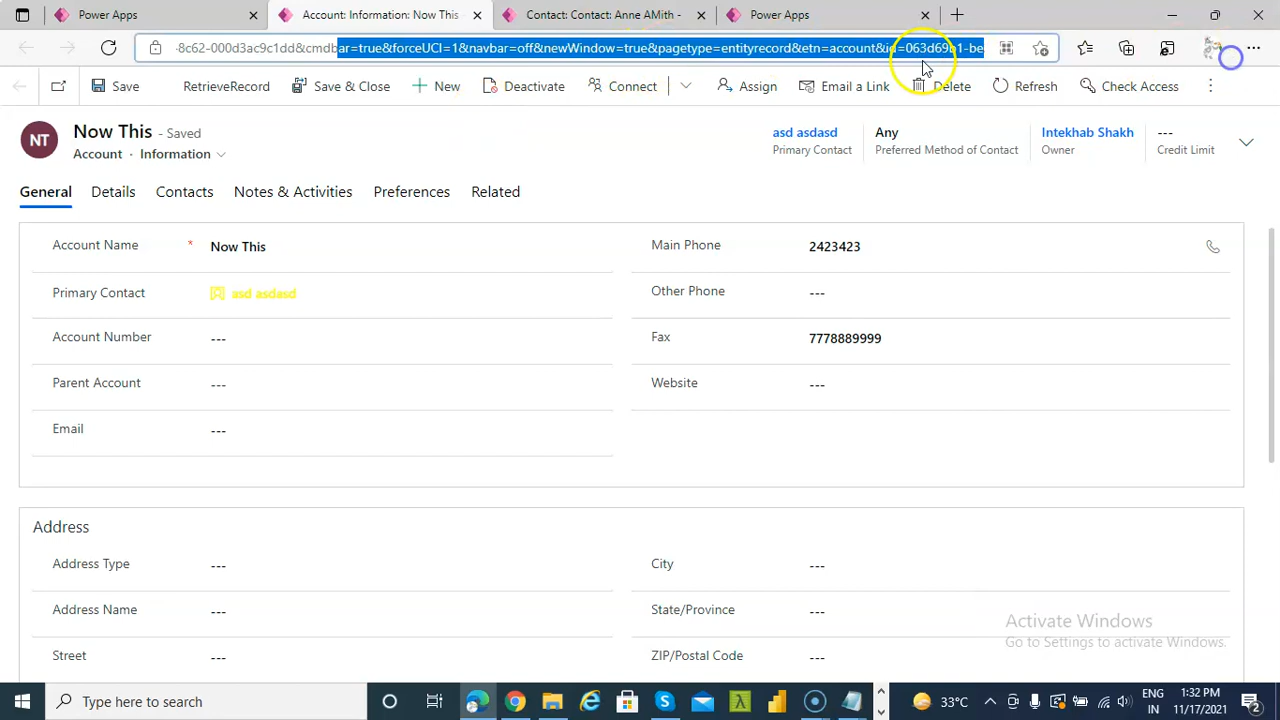 Power Apps
Account: Information: Now This -
Contact: Contact: Anne AMith -
Power Apps
-8c62-000d3ac9c1dd&cmdbar=true&forceUCI=1&navbar=off&newWindow=true&pagetype=entityrecord&etn=account&id=063d69b1-be
Save RetrieveRecord Save & Close New Deactivate Connect Assign Email a Link Delete Refresh Check Access
NT
Now This - Saved
Account · Information
asd asdasd
Primary Contact
Any
Preferred Method of Contact
Intekhab Shakh
Owner
---
Credit Limit
General Details Contacts Notes & Activities Preferences Related
Account Name * Now This
Main Phone 2423423
Primary Contact asd asdasd
Other Phone ---
Account Number ---
Fax 7778889999
Parent Account ---
Website ---
Email ---
Address
Address Type ---
City ---
Address Name ---
State/Province ---
Street ---
ZIP/Postal Code ---
Activate Windows
Go to Settings to activate Windows.
Type here to search
33°C
ENG
IN
1:32 PM
11/17/2021
2